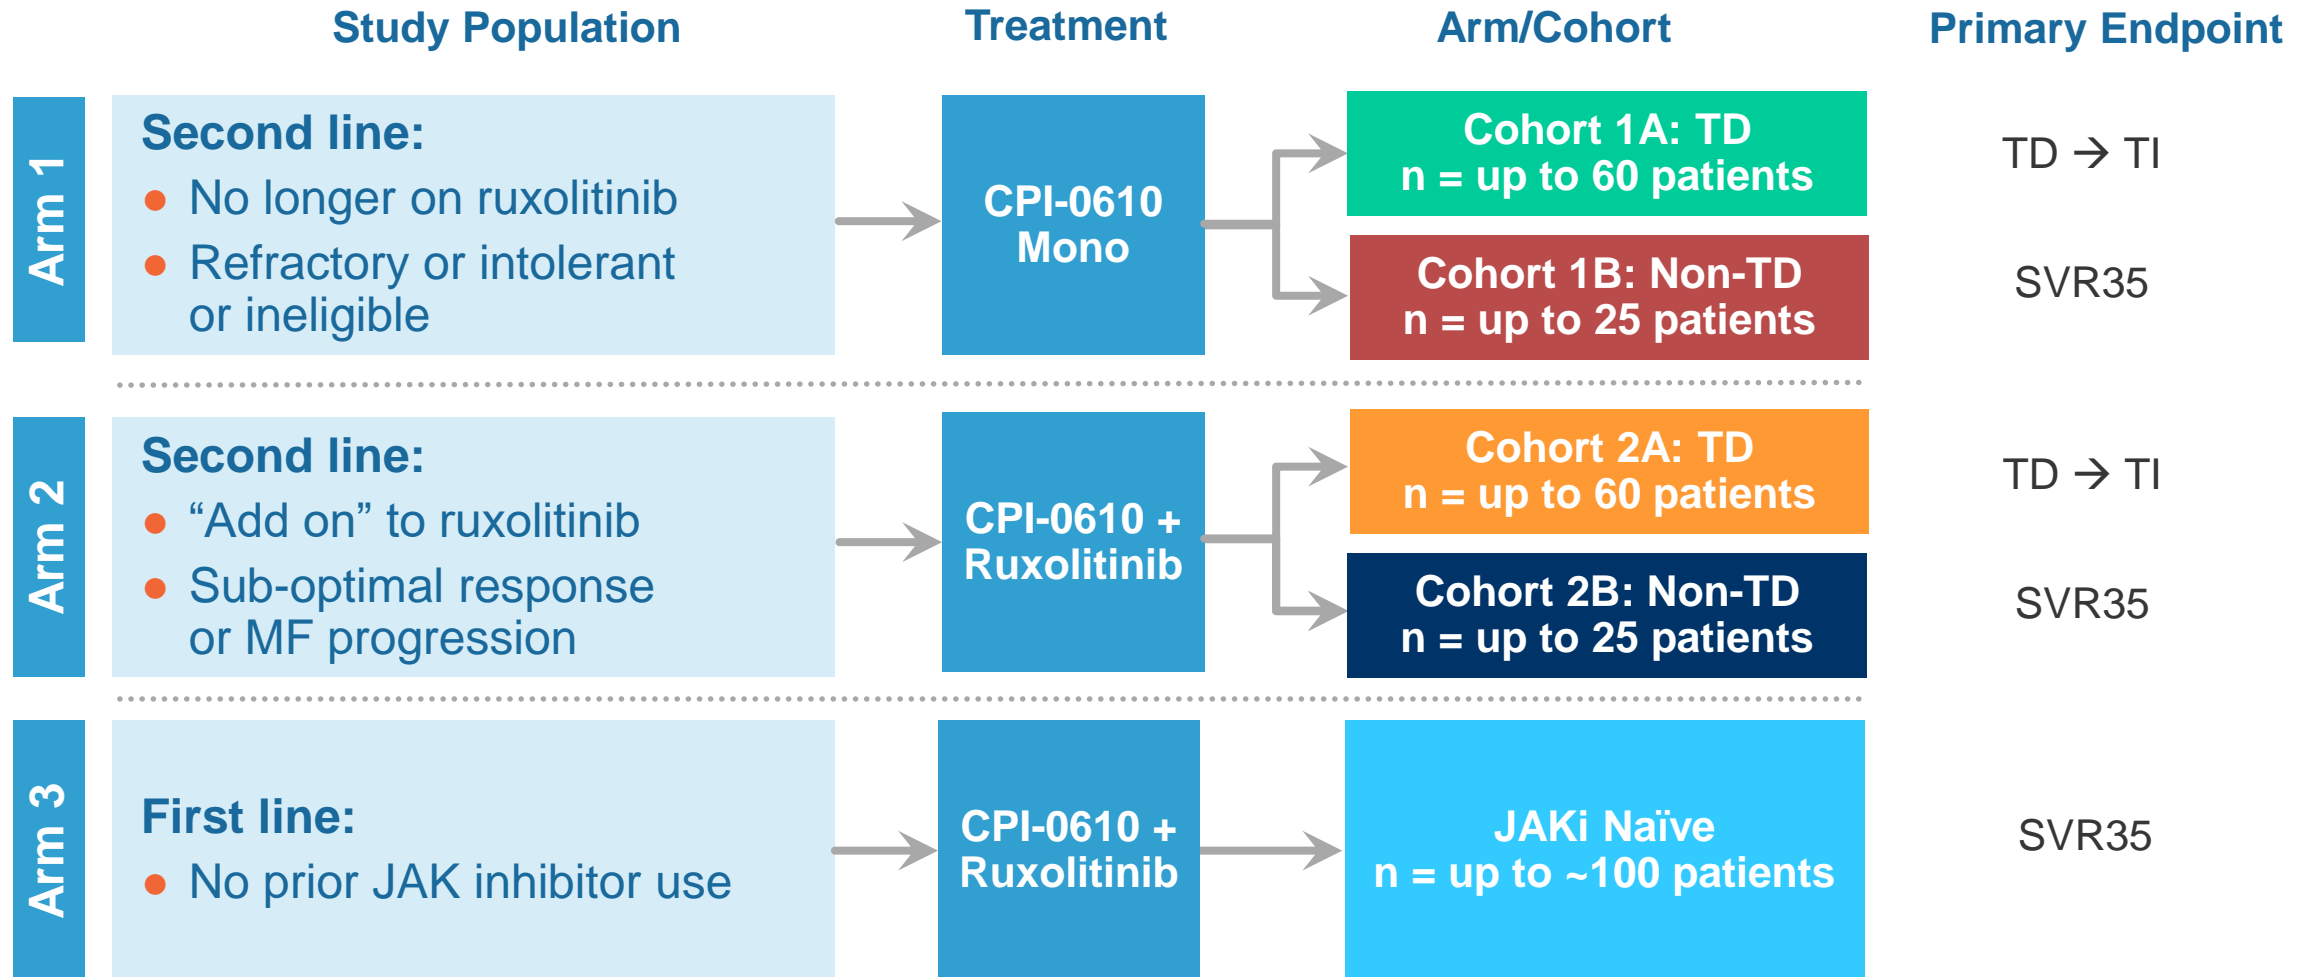 Study Population
Treatment
Arm/Cohort
Primary Endpoint
Arm 1
Second line:
● No longer on ruxolitinib
● Refractory or intolerant
or ineligible
CPI-0610
Mono
Cohort 1A: TD
n = up to 60 patients
TD → TI
Cohort 1B: Non-TD
n = up to 25 patients
SVR35
Arm 2
Second line:
● “Add on” to ruxolitinib
● Sub-optimal response
or MF progression
CPI-0610 +
Ruxolitinib
Cohort 2A: TD
n = up to 60 patients
TD → TI
Cohort 2B: Non-TD
n = up to 25 patients
SVR35
Arm 3
First line:
● No prior JAK inhibitor use
CPI-0610 +
Ruxolitinib
JAKi Naïve
n = up to ~100 patients
SVR35